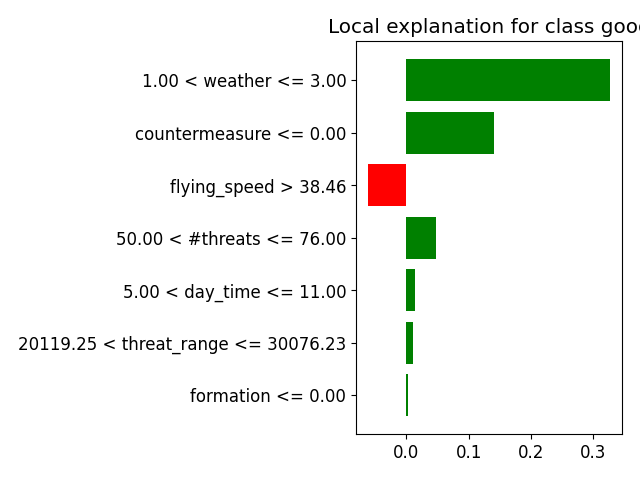 Local explanation for class good
1.00 < weather <= 3.00
countermeasure <= 0.00
flying_speed > 38.46
50.00 < #threats <= 76.00
5.00 < day_time <= 11.00
20119.25 < threat_range <= 30076.23
formation <= 0.00
0.0 0.1 0.2 0.3